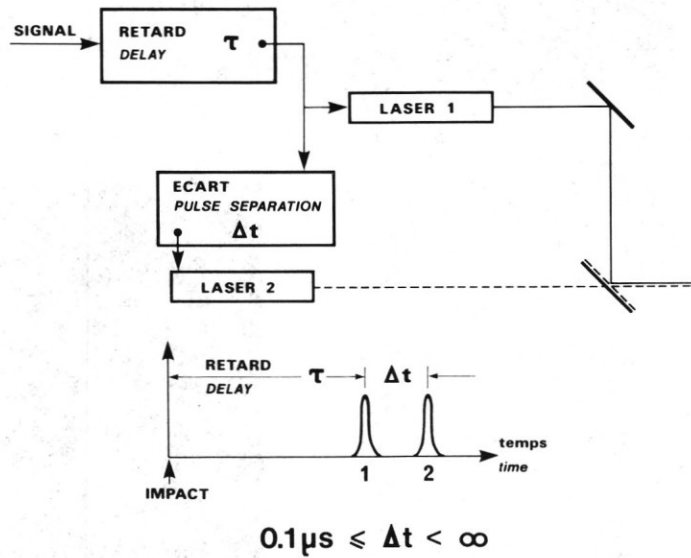 SIGNAL
RETARD τ
DELAY
LASER 1
ECART
PULSE SEPARATION
Δt
LASER 2
RETARD τ Δt
DELAY
1 2
temps
time
IMPACT
0.1µs ⩽ Δt < ∞